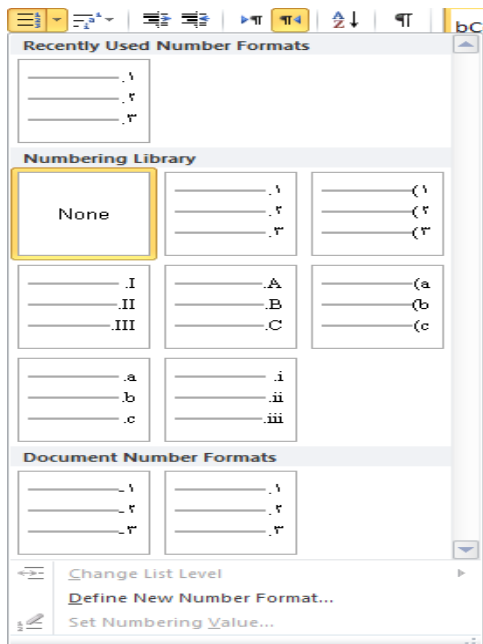 bC
Recently Used Number Formats
.١
.٢
.٣
Numbering Library
None
.١
.٢
.٣
(١
(٢
(٣
.I
.II
.III
.A
.B
.C
(a
(b
(c
.a
.b
.c
.i
.ii
.iii
Document Number Formats
-١
-٢
-٣
.١
.٢
.٣
Change List Level
Define New Number Format...
Set Numbering Value...